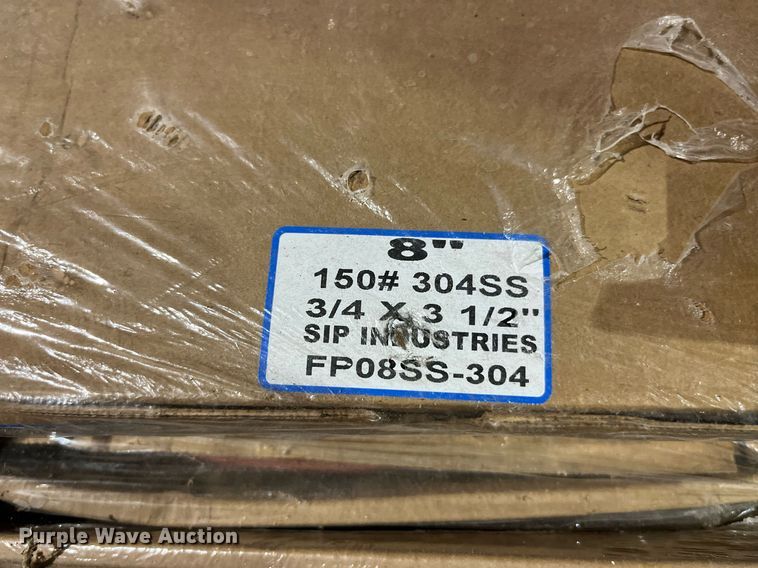 8"
150# 304SS
3/4 X 3 1/2"
SIP INDUSTRIES
FP08SS-304
Purple Wave Auction